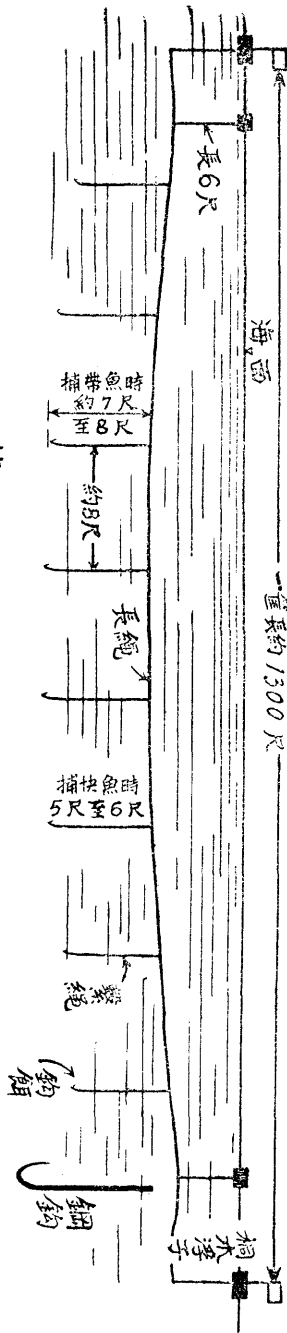 一筐長約1300尺
海面
長6尺
捕帶魚時
約7尺
至8尺
約8尺
長繩
捕快魚時
5尺至6尺
繫繩
鈎餌
鋼鈎
桐木浮子